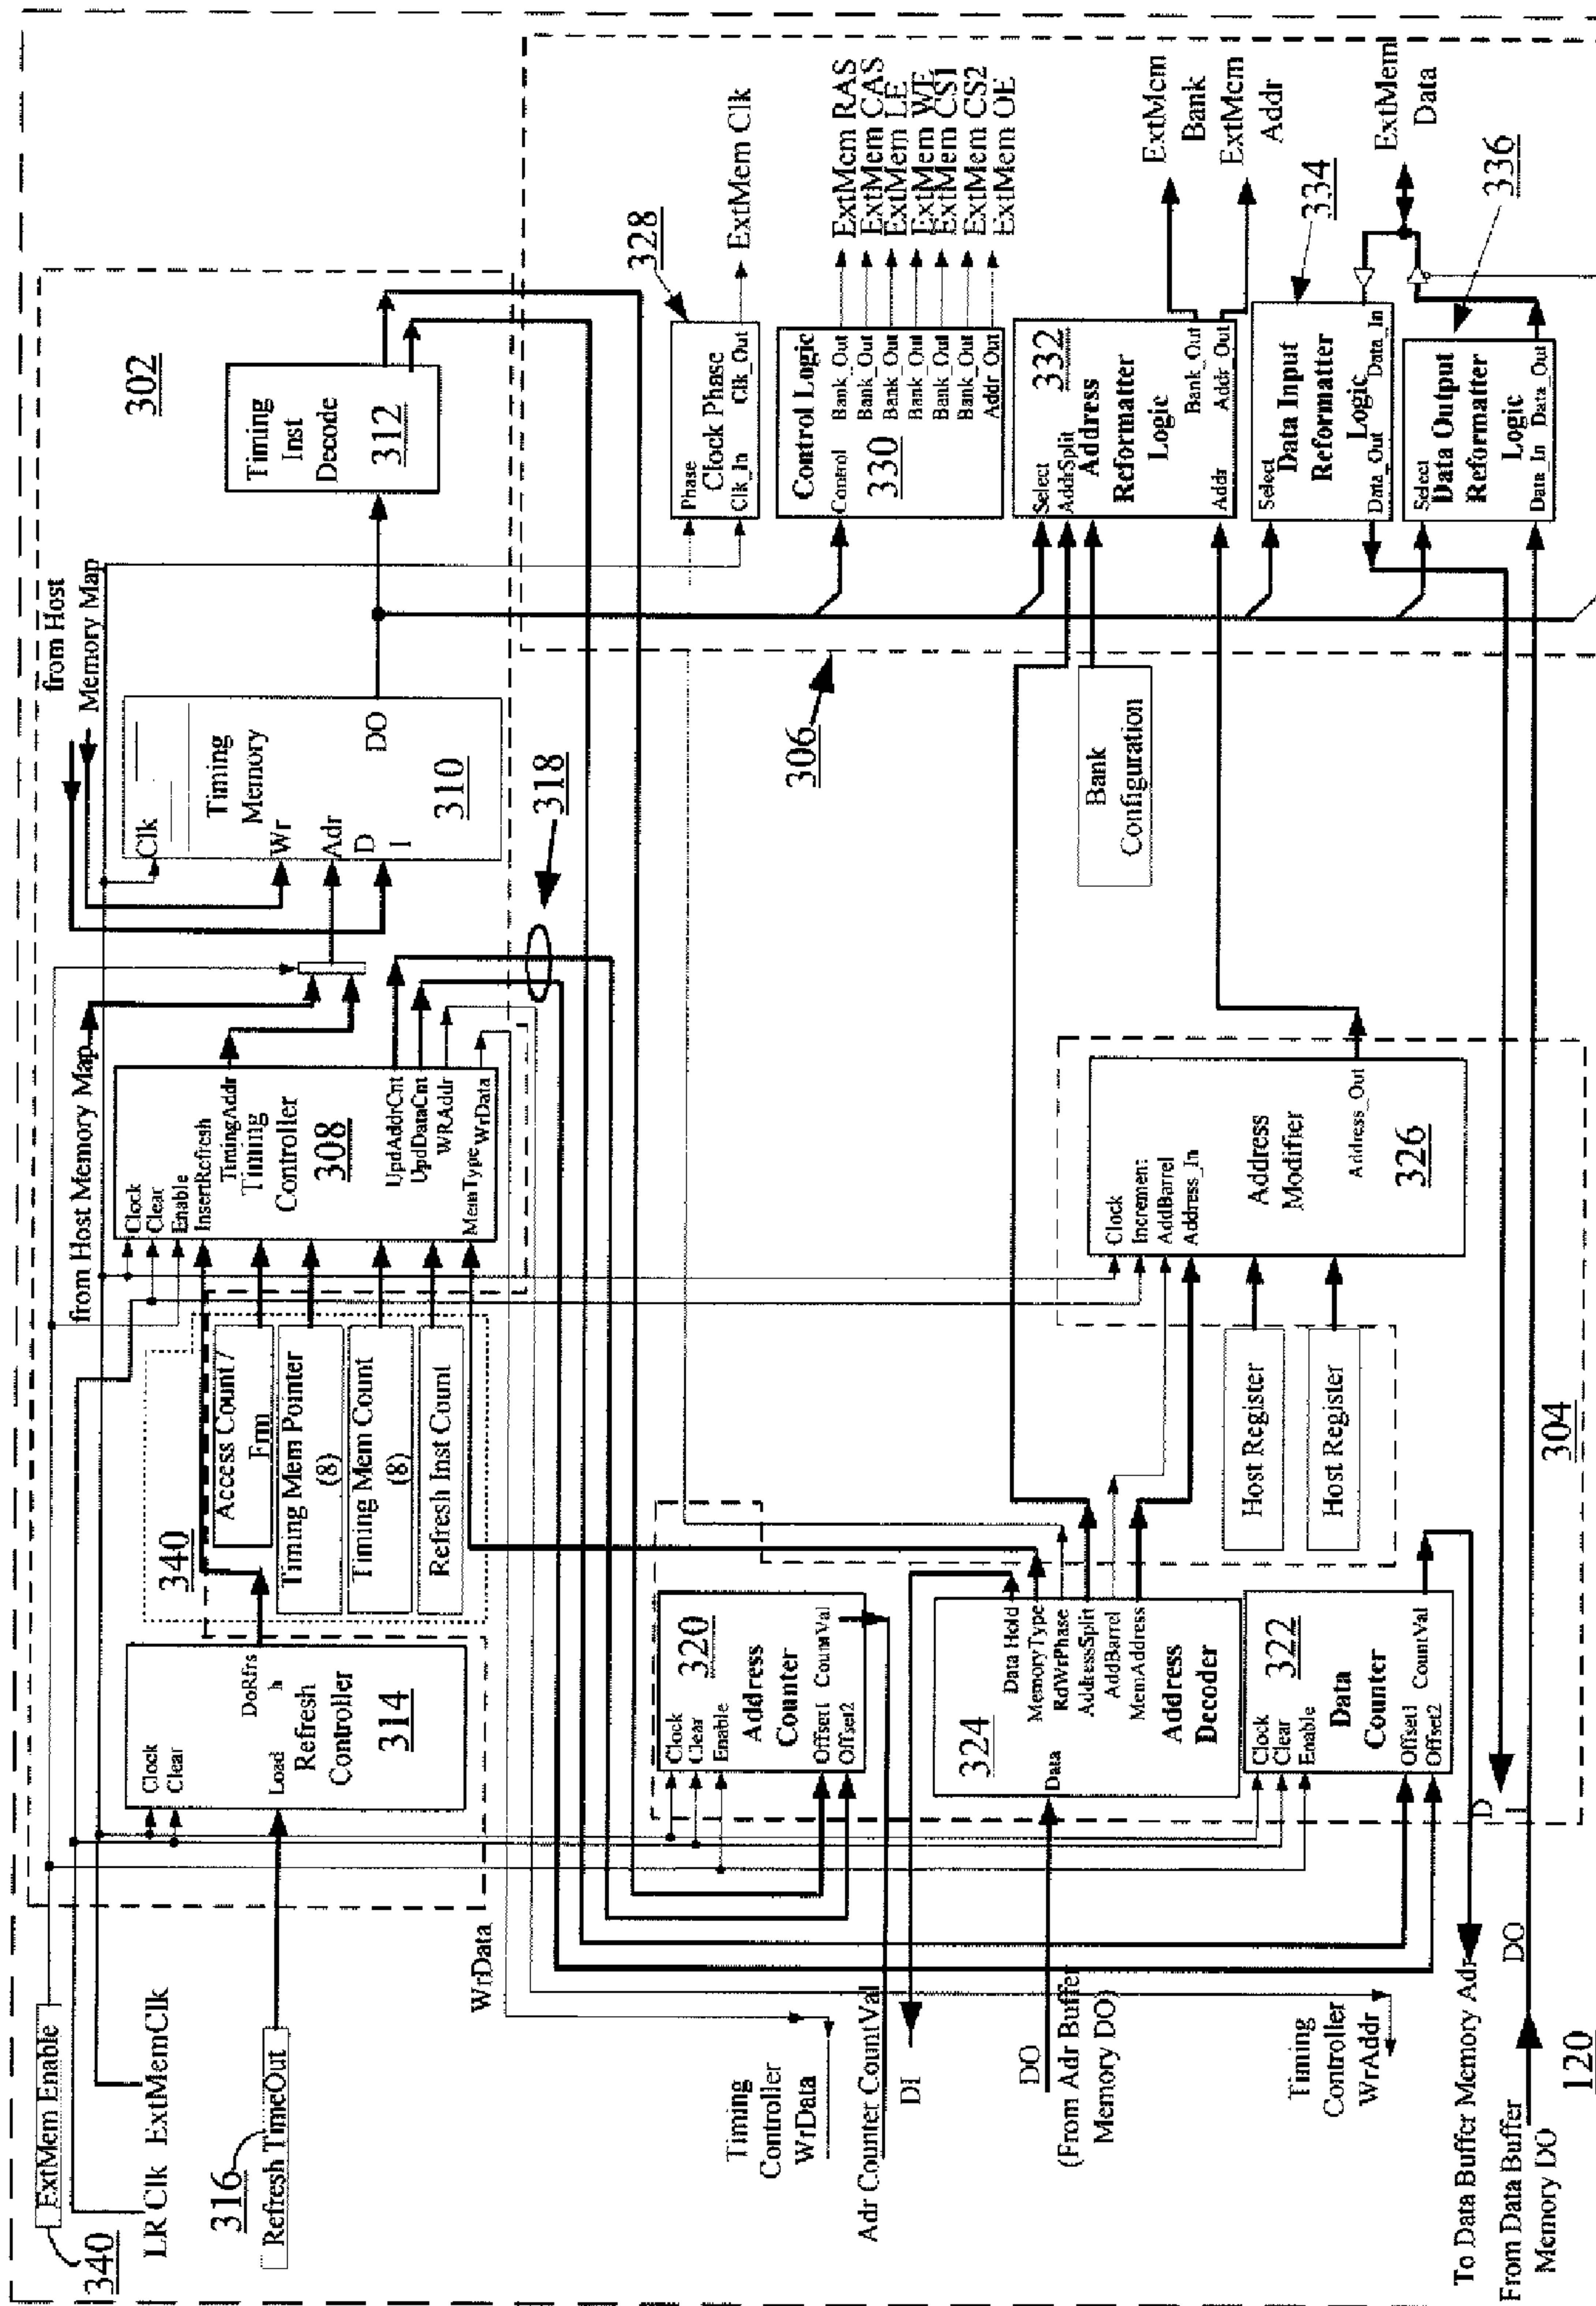 340
ExtMem Enable
LRClk ExtMemClk
316
Refresh TimeOut
Clock
Clear
Load
DoRfrs
h
Refresh
Controller
314
340
Access Count /
Frm
Timing Mem Pointer
(8)
Timing Mem Count
(8)
Refresh Inst Count
from Host Memory Map
Clock
Clear
Enable
InsertRefresh
TimingAddr
Timing
Controller
308
UpdAddrCnt
UpdDataCnt
WRAddr
MemType
WrData
from Host
Memory Map
Clk
Timing
Memory
Wr
Adr
D
I
DO
310
302
Timing
Inst
Decode
312
318
WrData
328
Phase
Clock Phase
Clk_In Clk_Out
ExtMem Clk
Control Logic
Control
330
Bank_Out
Bank_Out
Bank_Out
Bank_Out
Bank_Out
Bank_Out
Addr_Out
ExtMem RAS
ExtMem CAS
ExtMem LE
ExtMem WE
ExtMem CS1
ExtMem CS2
ExtMem OE
306
Select
AddrSplit
332
Address
Reformatter
Logic
Bank_Out
Addr
Addr_Out
ExtMem
Bank
ExtMem
Addr
334
Select
Data Input
Reformatter
Logic
Data_Out Data_In
ExtMem
Data
336
Select
Data Output
Reformatter
Logic
Data_In Data_Out
Bank
Configuration
Clock
Increment
AddBarrel
Address_In
Address
Modifier
Address_Out
326
Host Register
Host Register
304
Clock
Clear
Enable
320
Address
Counter
Offset1 CountVal
Offset2
324
Data
Data Hold
MemoryType
RdWrPhase
AddressSplit
AddBarrel
MemAddress
Address
Decoder
Clock
Clear
Enable
322
Data
Counter
Offset1 CountVal
Offset2
Timing
Controller
WrData
Adr Counter CountVal
DI
DO
(From Adr Buffer
Memory DO)
Timing
Controller
WrAddr
D
I
To Data Buffer Memory Adr
From Data Buffer
Memory DO
DO
120